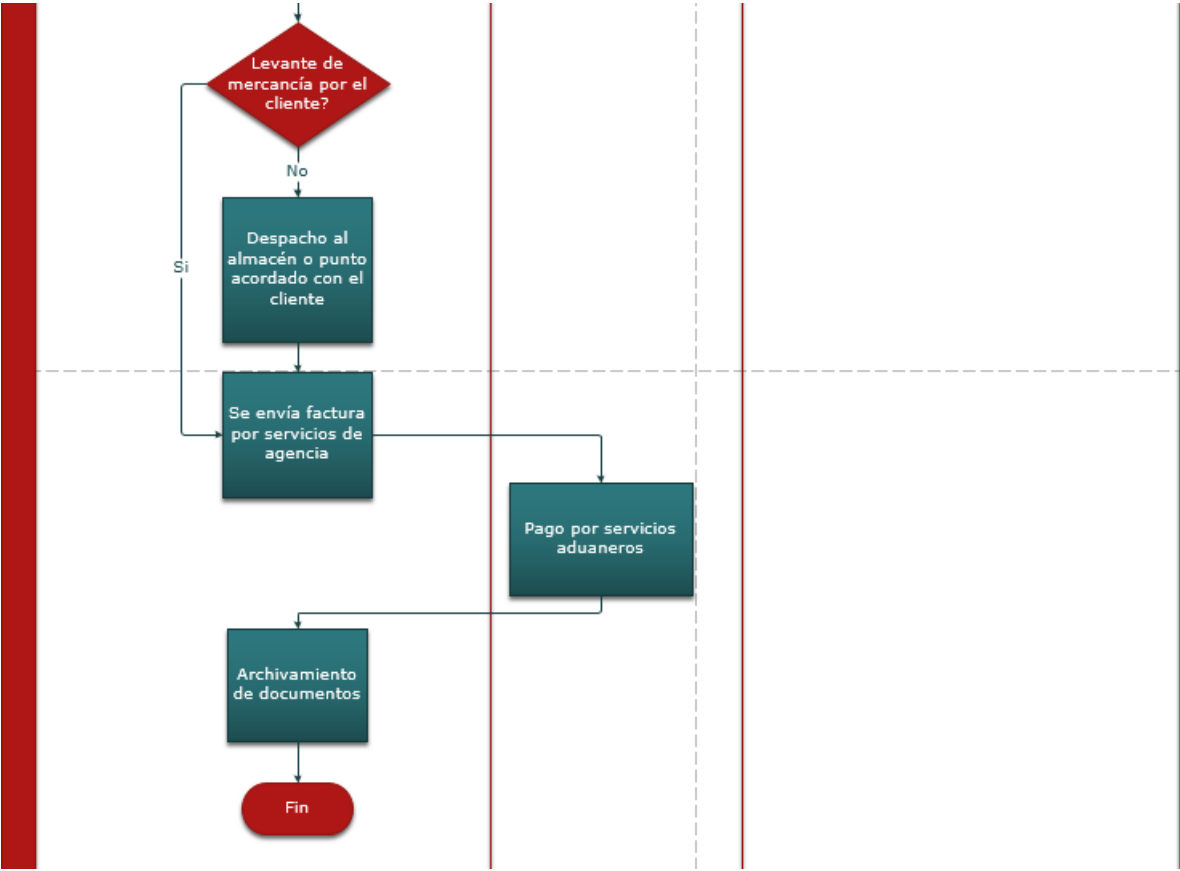 Levante de
mercancía por el
cliente?
No
Despacho al
almacén o punto
acordado con el
cliente
Si
Se envía factura
por servicios de
agencia
Pago por servicios
aduaneros
Archivamiento
de documentos
Fin